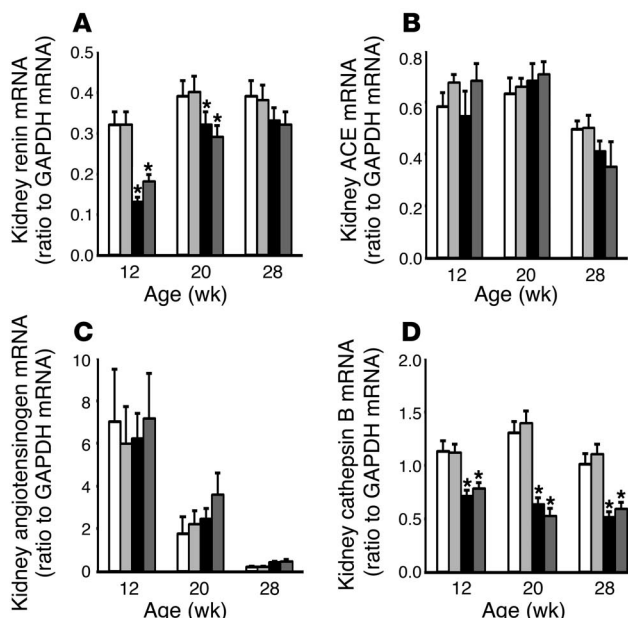 A
Kidney renin mRNA
(ratio to GAPDH mRNA)
0.5
0.4
0.3
0.2
0.1
0.0
* * * *
12 20 28
Age (wk)
B
Kidney ACE mRNA
(ratio to GAPDH mRNA)
0.8
0.6
0.4
0.2
0.0
12 20 28
Age (wk)
C
Kidney angiotensinogen mRNA
(ratio to GAPDH mRNA)
10
8
6
4
2
0
12 20 28
Age (wk)
D
Kidney cathepsin B mRNA
(ratio to GAPDH mRNA)
2.0
1.5
1.0
0.5
0.0
* * * * * *
12 20 28
Age (wk)